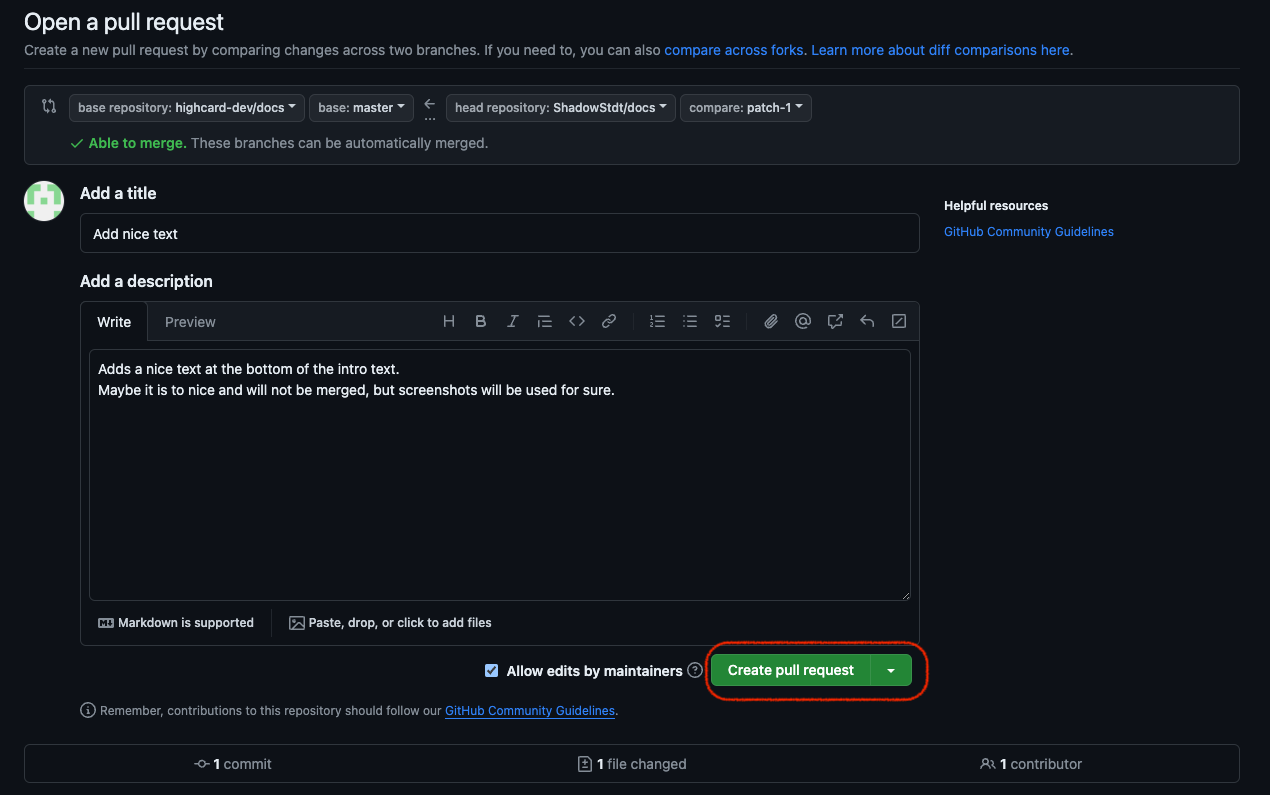 Open a pull request
Create a new pull request by comparing changes across two branches. If you need to, you can also compare across forks. Learn more about diff comparisons here.
base repository: highcard-dev/docs base: master ← head repository: ShadowStdt/docs compare: patch-1
...
Able to merge. These branches can be automatically merged.
Add a title
Helpful resources
Add nice text
GitHub Community Guidelines
Add a description
Write Preview
Adds a nice text at the bottom of the intro text.
Maybe it is to nice and will not be merged, but screenshots will be used for sure.
Markdown is supported Paste, drop, or click to add files
Allow edits by maintainers Create pull request
Remember, contributions to this repository should follow our GitHub Community Guidelines.
1 commit 1 file changed 1 contributor